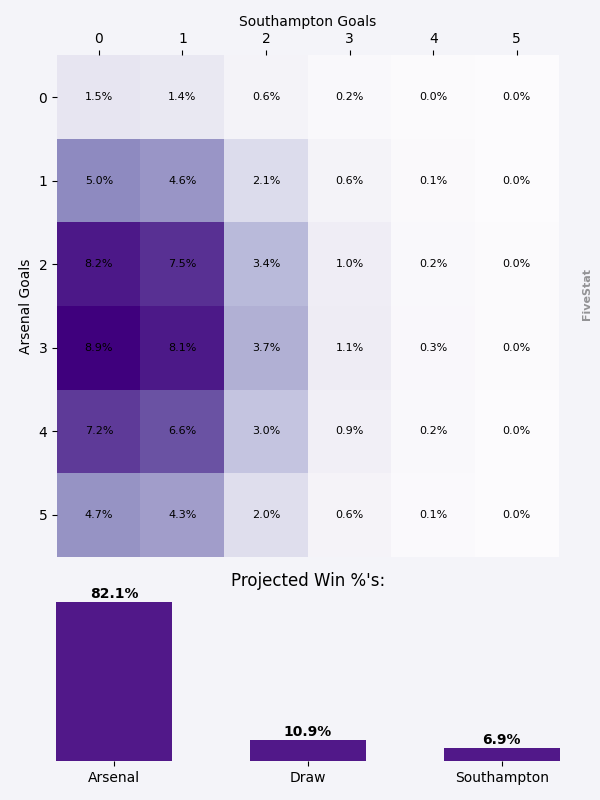 Southampton Goals
0 1 2 3 4 5
0 1.5% 1.4% 0.6% 0.2% 0.0% 0.0%
1 5.0% 4.6% 2.1% 0.6% 0.1% 0.0%
2 8.2% 7.5% 3.4% 1.0% 0.2% 0.0%
3 8.9% 8.1% 3.7% 1.1% 0.3% 0.0%
4 7.2% 6.6% 3.0% 0.9% 0.2% 0.0%
5 4.7% 4.3% 2.0% 0.6% 0.1% 0.0%
Arsenal Goals
FiveStat
Projected Win %'s:
82.1%
10.9%
6.9%
Arsenal Draw Southampton